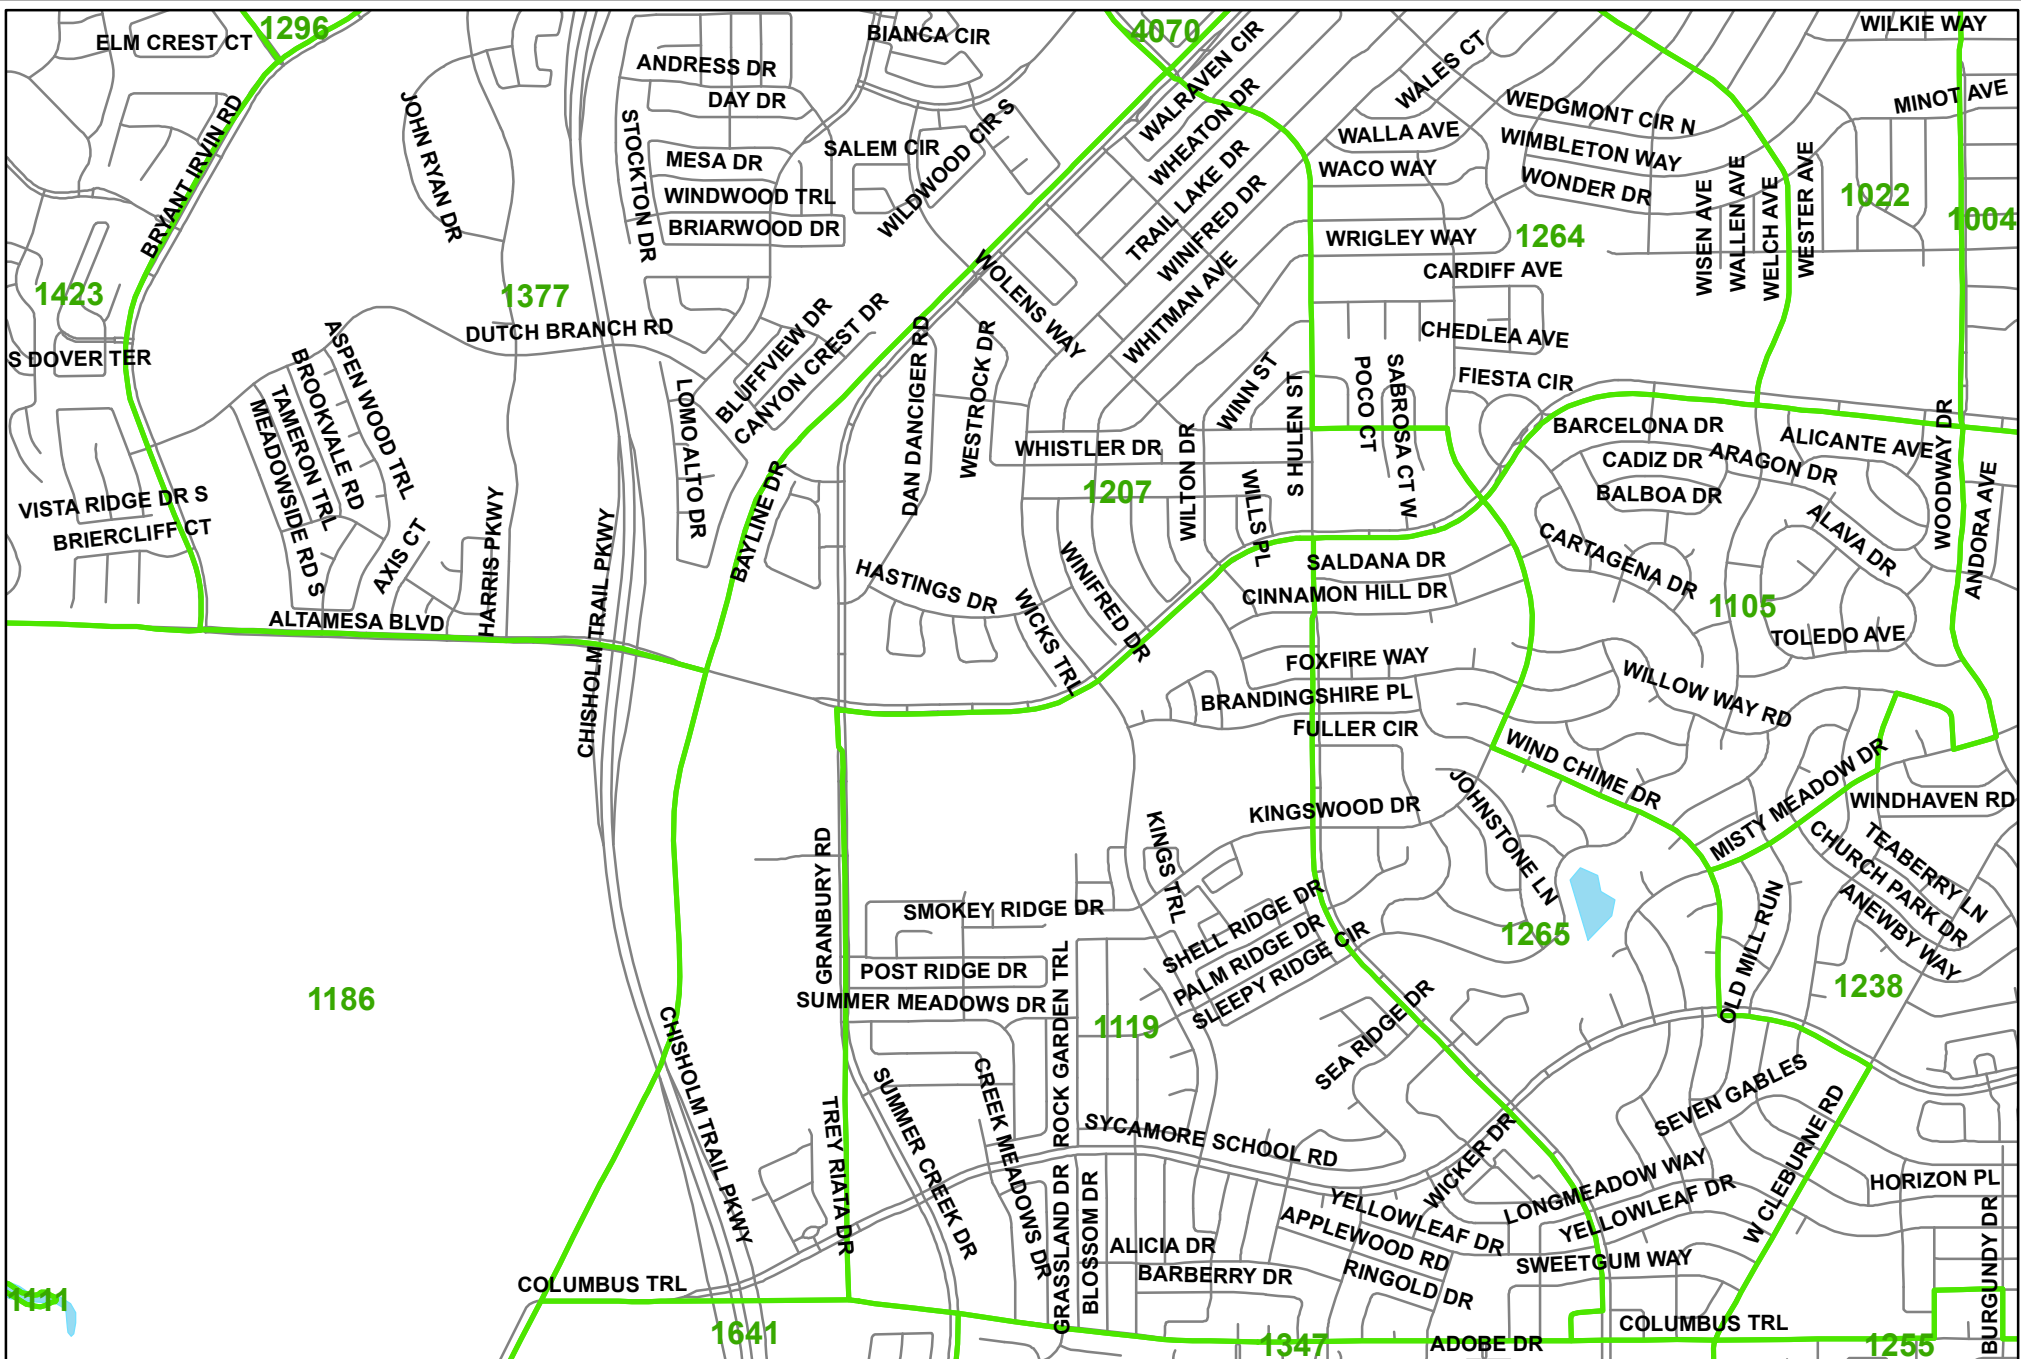 1296
4070
WILKIE WAY
ELM CREST CT
BIANCA CIR
ANDRESS DR
WALES CT
WALRAVEN CIR
DAY DR
MINOT AVE
WEDGMONT CIR N
JOHN RYAN DR
BRYANT IRVIN RD
STOCKTON DR
WHEATON DR
WALLA AVE
SALEM CIR
WILDWOOD CIR S
WIMBLETON WAY
MESA DR
WACO WAY
WONDER DR
WINDWOOD TRL
TRAIL LAKE DR
WINIFRED DR
BRIARWOOD DR
WISEN AVE
WALLEN AVE
WELCH AVE
WESTER AVE
1022
1004
WRIGLEY WAY
1264
CARDIFF AVE
WOLENS WAY
WHITMAN AVE
1423
1377
DUTCH BRANCH RD
CHEDLEA AVE
S DOVER TER
ASPEN WOOD TRL
BROOKVALE RD
TAMERON TRL
MEADOWSIDE RD S
BLUFFVIEW DR
CANYON CREST DR
LOMO ALTO DR
DAN DANCIGER RD
WESTROCK DR
WINN ST
S HULEN ST
POCO CT
SABROSA CT W
FIESTA CIR
BARCELONA DR
ALICANTE AVE
WOODWAY DR
WHISTLER DR
WILTON DR
CADIZ DR
ARAGON DR
BALBOA DR
1207
WILLS PL
VISTA RIDGE DR S
BRIERCLIFF CT
AXIS CT
HARRIS PKWY
CHISHOLM TRAIL PKWY
BAYLINE DR
ALAVA DR
ANDORA AVE
CARTAGENA DR
SALDANA DR
HASTINGS DR
WINIFRED DR
WICKS TRL
CINNAMON HILL DR
1105
ALTAMESA BLVD
TOLEDO AVE
FOXFIRE WAY
WILLOW WAY RD
BRANDINGSHIRE PL
FULLER CIR
WIND CHIME DR
MISTY MEADOW DR
JOHNSTONE LN
KINGSWOOD DR
WINDHAVEN RD
KINGS TRL
GRANBURY RD
TEABERRY LN
CHURCH PARK DR
ANEWBY WAY
SMOKEY RIDGE DR
SHELL RIDGE DR
PALM RIDGE DR
SLEEPY RIDGE CIR
1265
OLD MILL RUN
POST RIDGE DR
1186
SUMMER MEADOWS DR
ROCK GARDEN TRL
1119
1238
SEA RIDGE DR
CHISHOLM TRAIL PKWY
SUMMER CREEK DR
CREEK MEADOWS DR
TREY RIATA DR
SEVEN GABLES
SYCAMORE SCHOOL RD
WICKER DR
W CLEBURNE RD
LONGMEADOW WAY
HORIZON PL
GRASSLAND DR
BLOSSOM DR
YELLOWLEAF DR
YELLOWLEAF DR
APPLEWOOD RD
ALICIA DR
SWEETGUM WAY
BURGUNDY DR
BARBERRY DR
RINGOLD DR
COLUMBUS TRL
1111
1641
1347
ADOBE DR
COLUMBUS TRL
1255